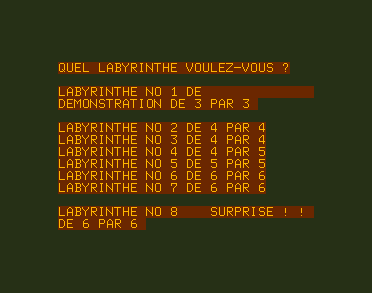 QUEL LABYRINTHE VOULEZ-VOUS ?
LABYRINTHE NO 1 DE
DEMONSTRATION DE 3 PAR 3
LABYRINTHE NO 2 DE 4 PAR 4
LABYRINTHE NO 3 DE 4 PAR 4
LABYRINTHE NO 4 DE 4 PAR 5
LABYRINTHE NO 5 DE 5 PAR 5
LABYRINTHE NO 6 DE 6 PAR 6
LABYRINTHE NO 7 DE 6 PAR 6
LABYRINTHE NO 8 SURPRISE ! !
DE 6 PAR 6